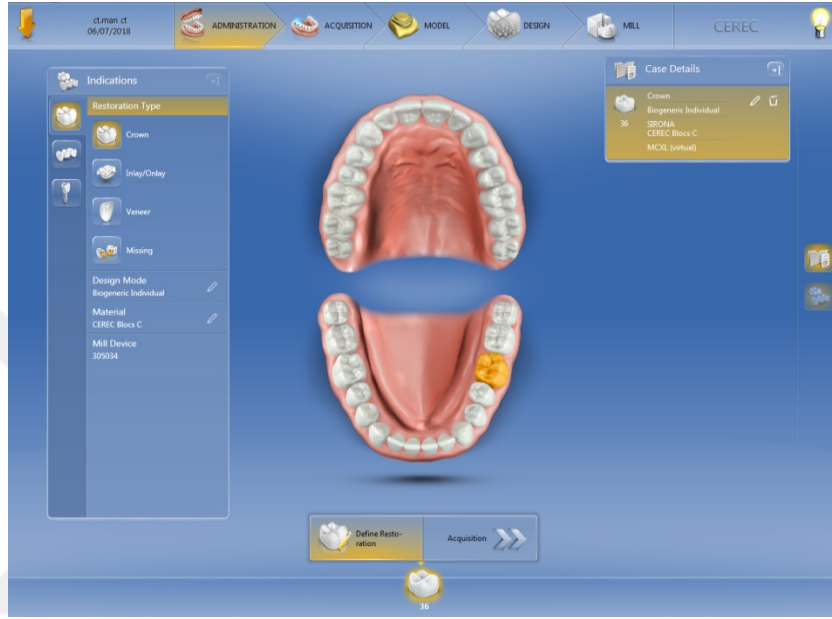 ct.man ct
06/07/2018
ADMINISTRATION
ACQUISITION
MODEL
DESIGN
MILL
CEREC
Indications
Restoration Type
Crown
Inlay/Onlay
Veneer
Missing
Design Mode
Biogeneric Individual
Material
CEREC Blocs C
Mill Device
305034
Case Details
Crown
Biogeneric Individual
36
SIRONA
CEREC Blocs C
MCXL (virtual)
Define Resto-
ration
Acquisition
36